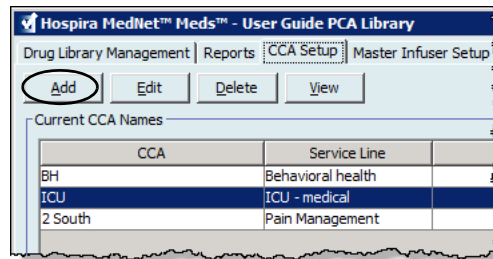 Hospira MedNet™ Meds™ - User Guide PCA Library
Drug Library Management Reports CCA Setup Master Infuser Setup
Add Edit Delete View
Current CCA Names
CCA Service Line
BH Behavioral health
ICU ICU - medical
2 South Pain Management